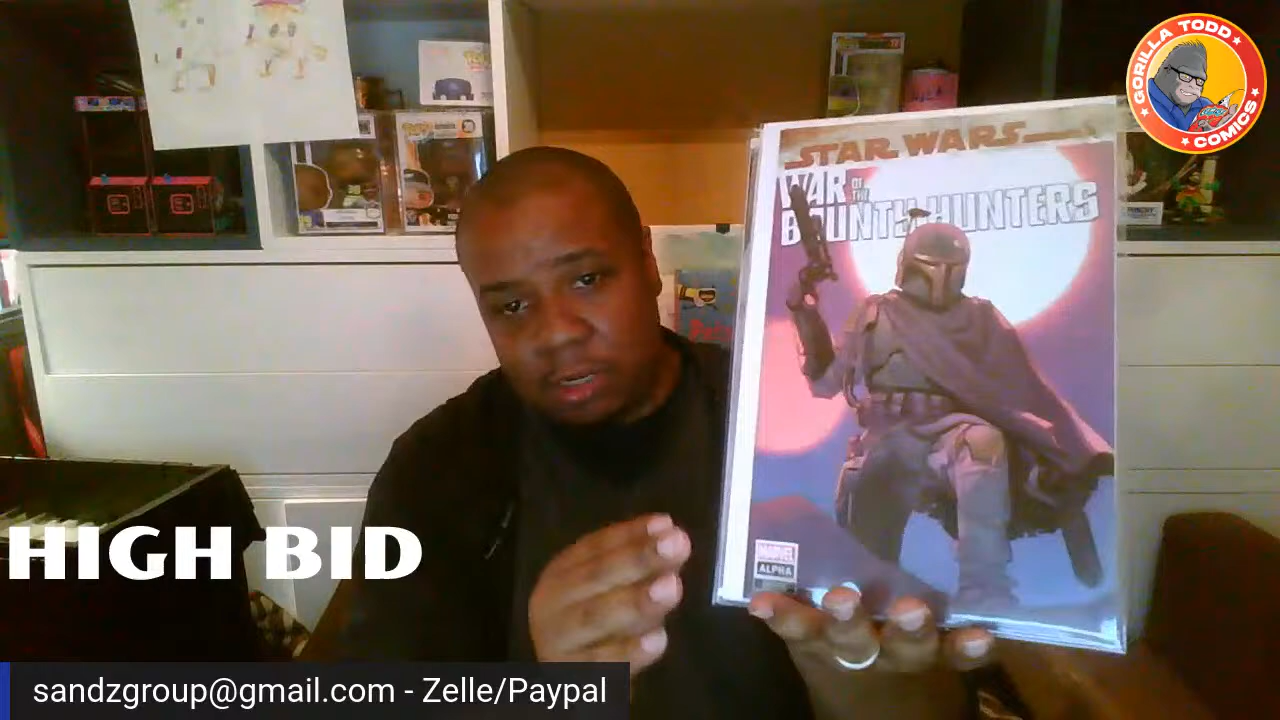 GORILLA TODD
COMICS
STAR WARS
WAR OF THE
BOUNTY HUNTERS
MARVEL
ALPHA
HIGH BID
sandzgroup@gmail.com - Zelle/Paypal